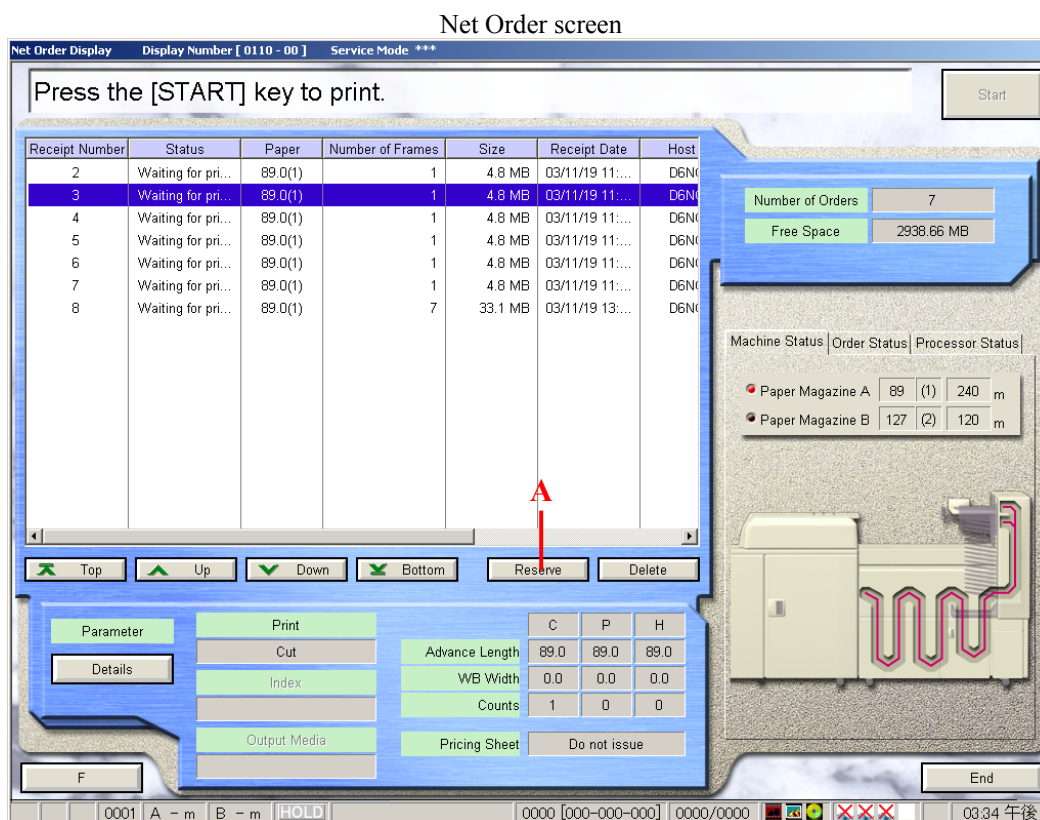 Net Order screen
Net Order Display Display Number [ 0110 - 00 ] Service Mode ***
Press the [START] key to print.
Start
Receipt Number Status Paper Number of Frames Size Receipt Date Host
2 Waiting for pri... 89.0(1) 1 4.8 MB 03/11/19 11:... D6N
3 Waiting for pri... 89.0(1) 1 4.8 MB 03/11/19 11:... D6N
4 Waiting for pri... 89.0(1) 1 4.8 MB 03/11/19 11:... D6N
5 Waiting for pri... 89.0(1) 1 4.8 MB 03/11/19 11:... D6N
6 Waiting for pri... 89.0(1) 1 4.8 MB 03/11/19 11:... D6N
7 Waiting for pri... 89.0(1) 1 4.8 MB 03/11/19 11:... D6N
8 Waiting for pri... 89.0(1) 7 33.1 MB 03/11/19 13:... D6N
Number of Orders 7
Free Space 2938.66 MB
Machine Status Order Status Processor Status
Paper Magazine A 89 (1) 240 m
Paper Magazine B 127 (2) 120 m
A
Top Up Down Bottom Reserve Delete
Parameter
Details
Print
Cut
Index
Output Media
C P H
Advance Length 89.0 89.0 89.0
WB Width 0.0 0.0 0.0
Counts 1 0 0
Pricing Sheet Do not issue
F
End
0001 A - m B - m HOLD 0000 [000-000-000] 0000/0000 03:34 午後